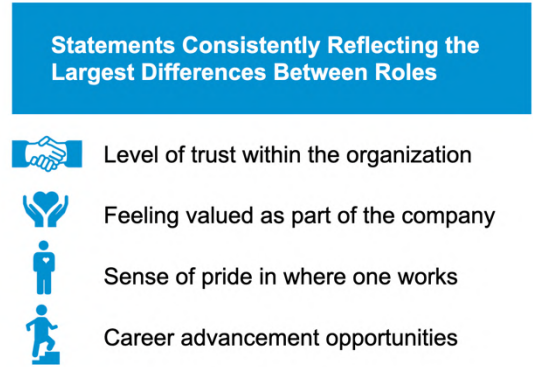 Statements Consistently Reflecting the
Largest Differences Between Roles
Level of trust within the organization
Feeling valued as part of the company
Sense of pride in where one works
Career advancement opportunities